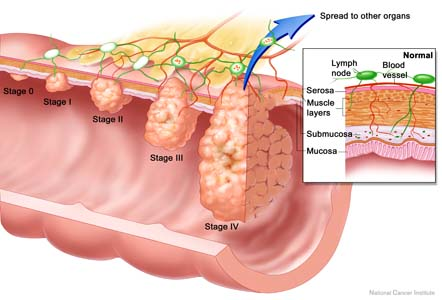 Spread to other organs
Normal
Lymph
node
Blood
vessel
Serosa
Muscle
layers
Submucosa
Mucosa
Stage 0
Stage I
Stage II
Stage III
Stage IV
National Cancer Institute